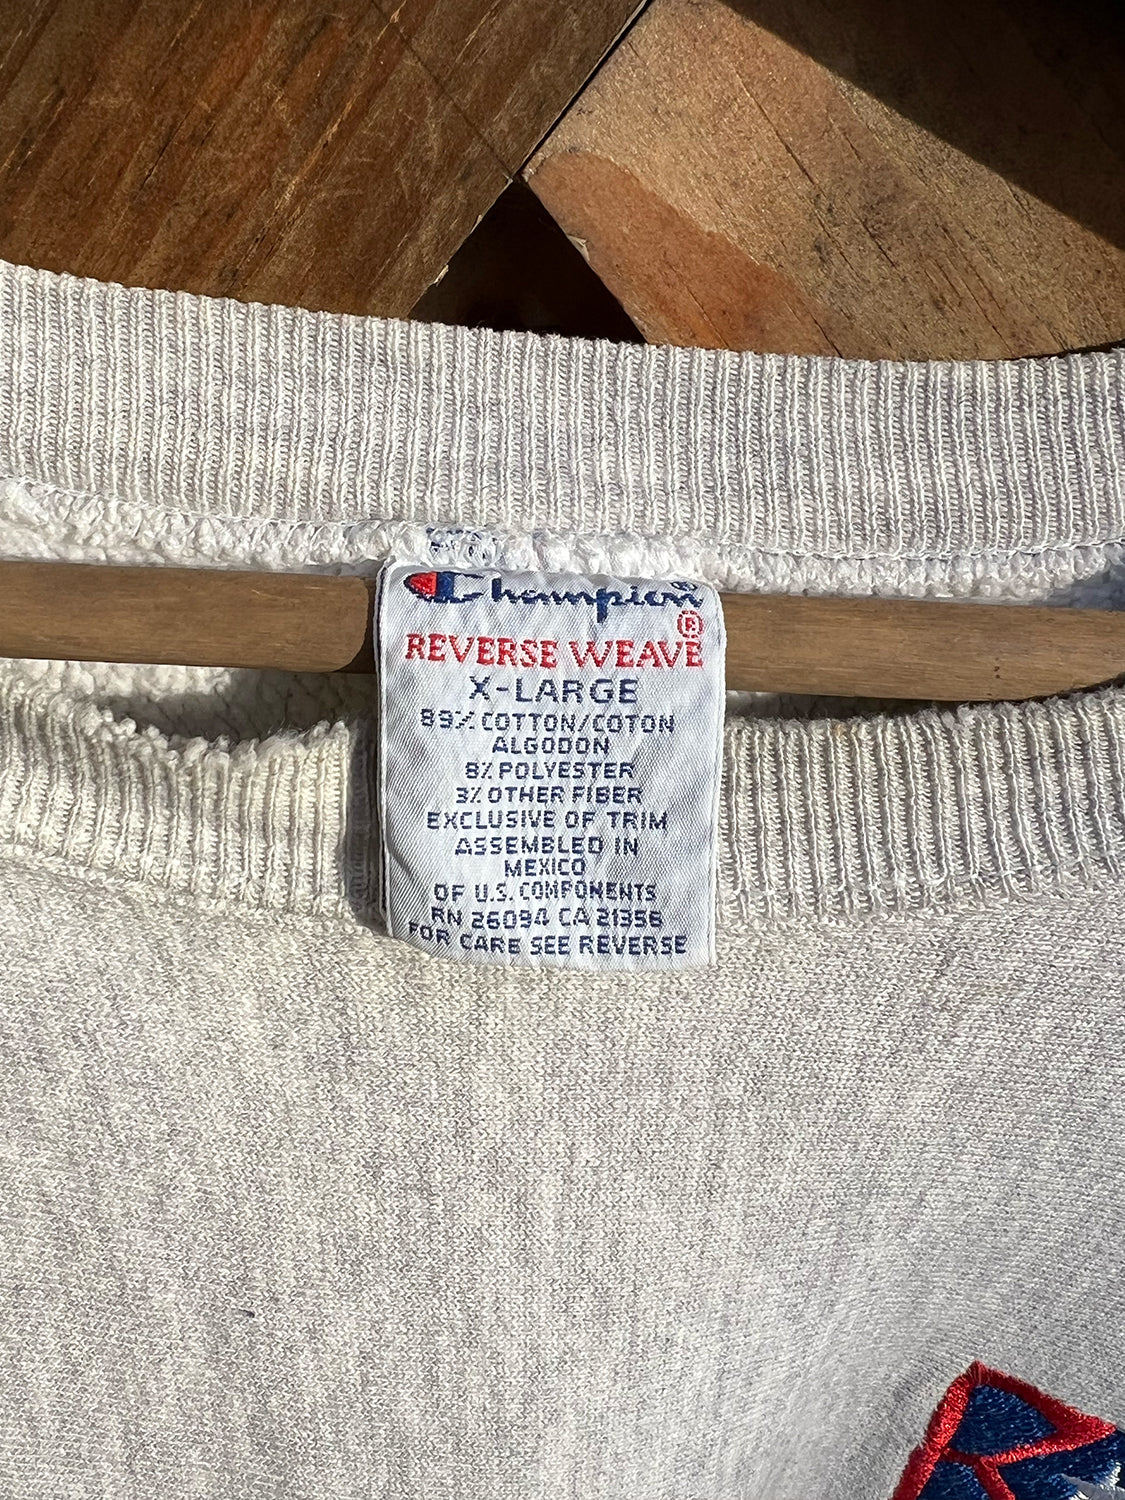 Champion®
REVERSE WEAVE®
X-LARGE
89% COTTON/COTON
ALGODON
8% POLYESTER
3% OTHER FIBER
EXCLUSIVE OF TRIM
ASSEMBLED IN
MEXICO
OF U.S. COMPONENTS
RN 26094 CA 21356
FOR CARE SEE REVERSE